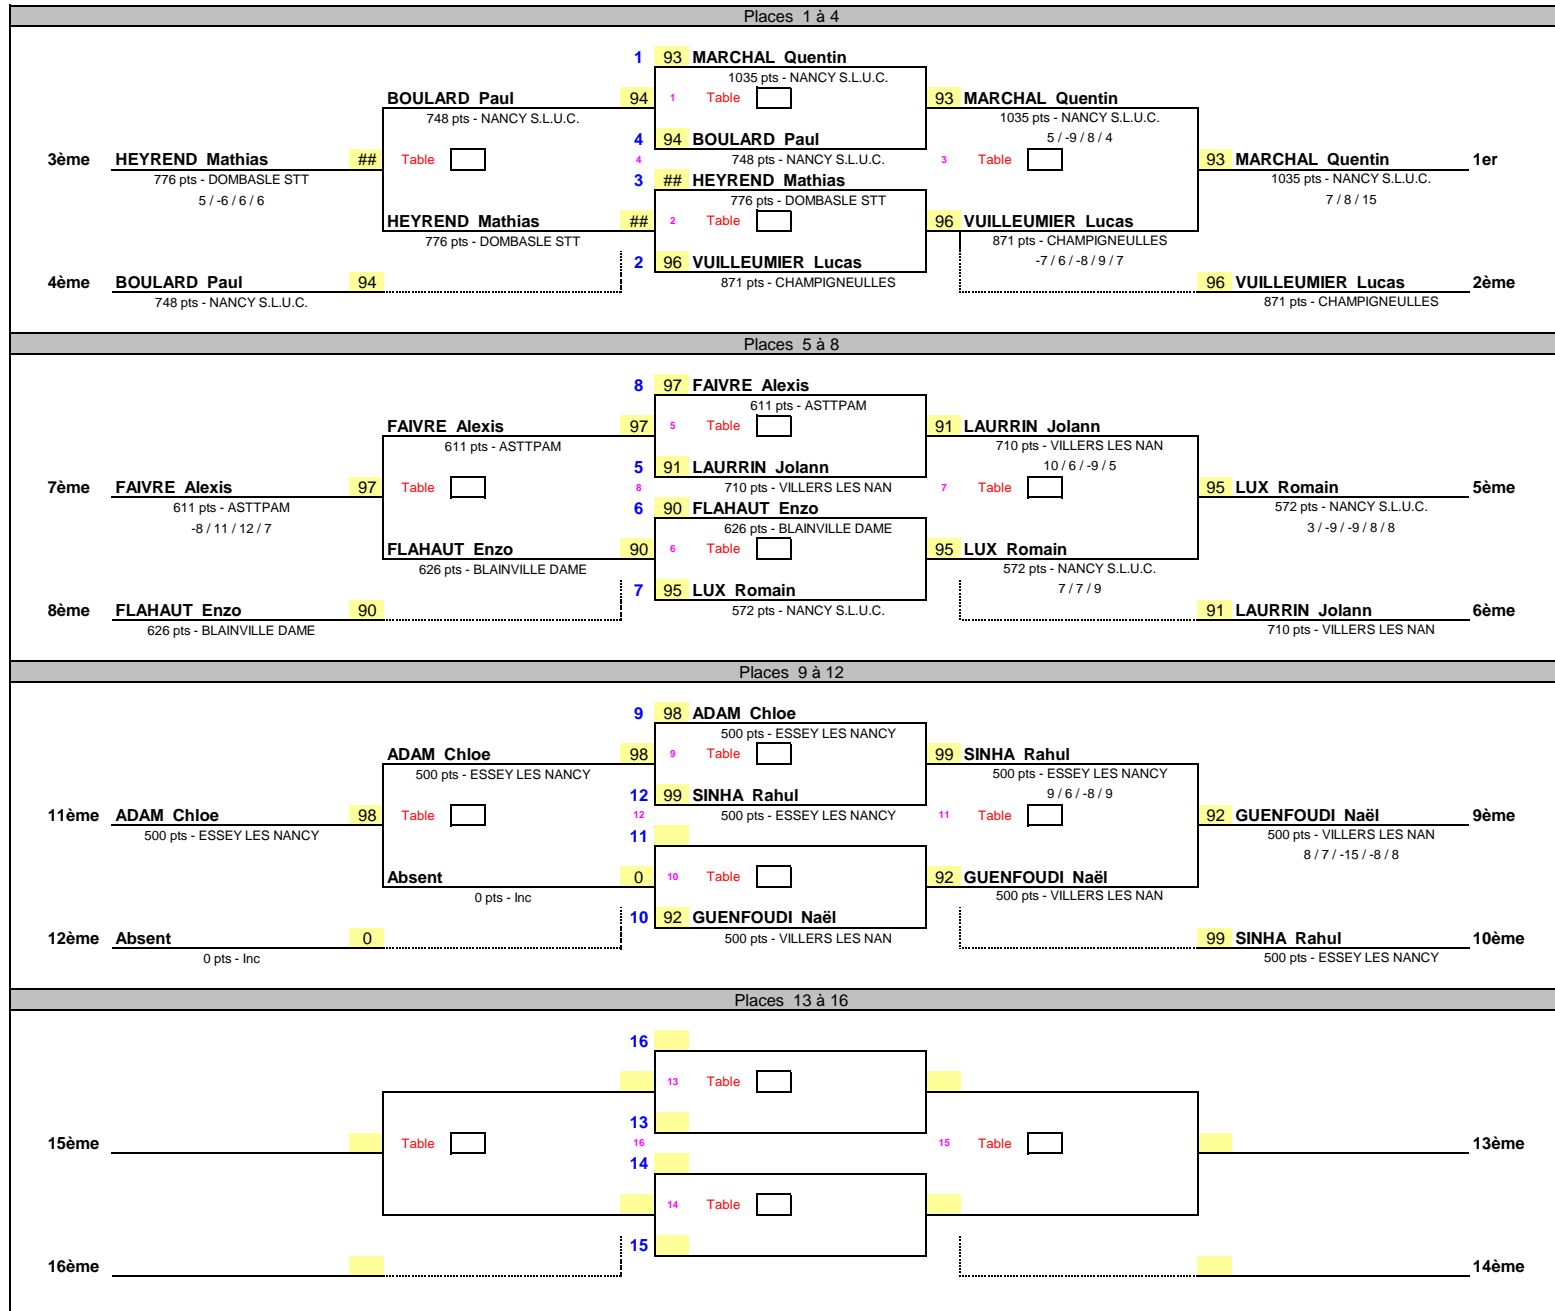 Places 1 à 4
1 93 MARCHAL Quentin
1035 pts - NANCY S.L.U.C.
BOULARD Paul 94 1 Table 93 MARCHAL Quentin
748 pts - NANCY S.L.U.C. 1035 pts - NANCY S.L.U.C.
4 94 BOULARD Paul 5 / -9 / 8 / 4
3ème HEYREND Mathias ## Table 4 748 pts - NANCY S.L.U.C. 3 Table 93 MARCHAL Quentin 1er
776 pts - DOMBASLE STT 3 ## HEYREND Mathias 1035 pts - NANCY S.L.U.C.
5 / -6 / 6 / 6 776 pts - DOMBASLE STT 7 / 8 / 15
HEYREND Mathias ## 2 Table 96 VUILLEUMIER Lucas
776 pts - DOMBASLE STT 871 pts - CHAMPIGNEULLES
2 96 VUILLEUMIER Lucas -7 / 6 / -8 / 9 / 7
4ème BOULARD Paul 94 871 pts - CHAMPIGNEULLES 96 VUILLEUMIER Lucas 2ème
748 pts - NANCY S.L.U.C. 871 pts - CHAMPIGNEULLES
Places 5 à 8
8 97 FAIVRE Alexis
611 pts - ASTTPAM
FAIVRE Alexis 97 5 Table 91 LAURRIN Jolann
611 pts - ASTTPAM 710 pts - VILLERS LES NAN
5 91 LAURRIN Jolann 10 / 6 / -9 / 5
7ème FAIVRE Alexis 97 Table 8 710 pts - VILLERS LES NAN 7 Table 95 LUX Romain 5ème
611 pts - ASTTPAM 6 90 FLAHAUT Enzo 572 pts - NANCY S.L.U.C.
-8 / 11 / 12 / 7 626 pts - BLAINVILLE DAME 3 / -9 / -9 / 8 / 8
FLAHAUT Enzo 90 6 Table 95 LUX Romain
626 pts - BLAINVILLE DAME 572 pts - NANCY S.L.U.C.
7 95 LUX Romain 7 / 7 / 9
8ème FLAHAUT Enzo 90 572 pts - NANCY S.L.U.C. 91 LAURRIN Jolann 6ème
626 pts - BLAINVILLE DAME 710 pts - VILLERS LES NAN
Places 9 à 12
9 98 ADAM Chloe
500 pts - ESSEY LES NANCY
ADAM Chloe 98 9 Table 99 SINHA Rahul
500 pts - ESSEY LES NANCY 500 pts - ESSEY LES NANCY
12 99 SINHA Rahul 9 / 6 / -8 / 9
11ème ADAM Chloe 98 Table 12 500 pts - ESSEY LES NANCY 11 Table 92 GUENFOUDI Naël 9ème
500 pts - ESSEY LES NANCY 11 500 pts - VILLERS LES NAN
8 / 7 / -15 / -8 / 8
Absent 0 10 Table 92 GUENFOUDI Naël
0 pts - Inc 500 pts - VILLERS LES NAN
10 92 GUENFOUDI Naël
12ème Absent 0 500 pts - VILLERS LES NAN 99 SINHA Rahul 10ème
0 pts - Inc 500 pts - ESSEY LES NANCY
Places 13 à 16
16
13 Table
13
15ème Table 16 15 Table 13ème
14
14 Table
15
16ème 14ème